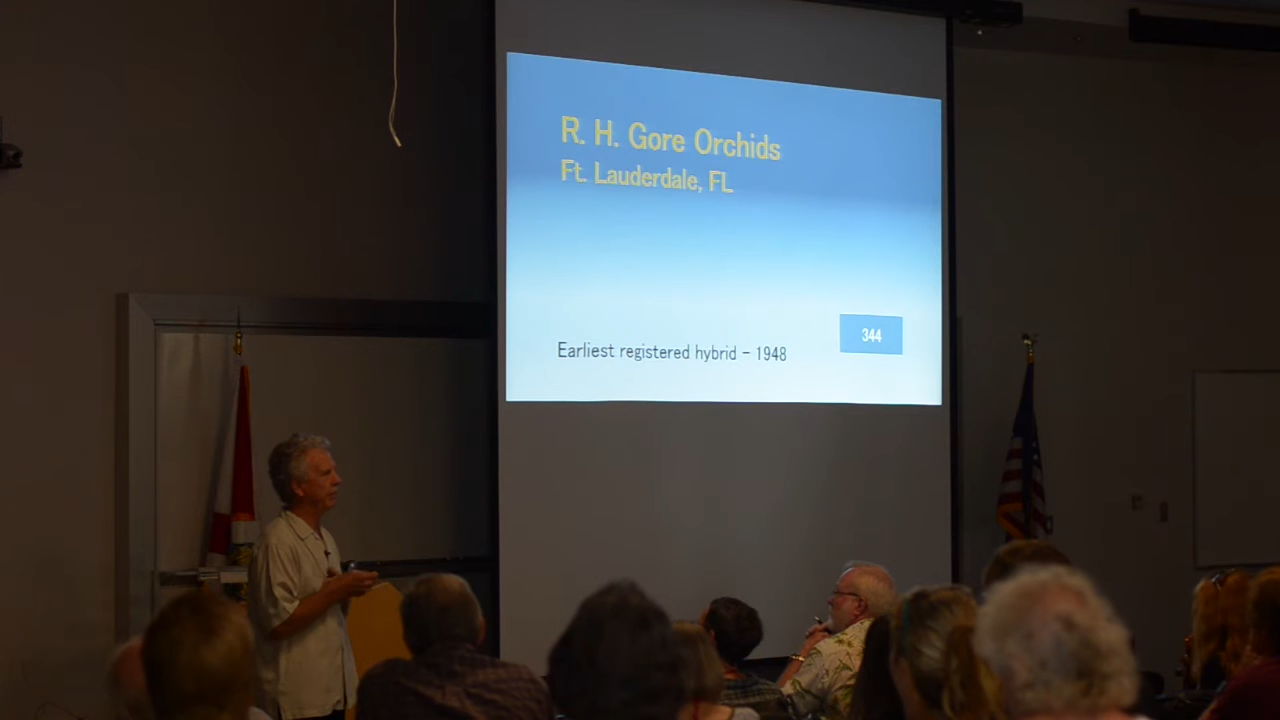 R. H. Gore Orchids
Ft. Lauderdale, FL
344
Earliest registered hybrid - 1948